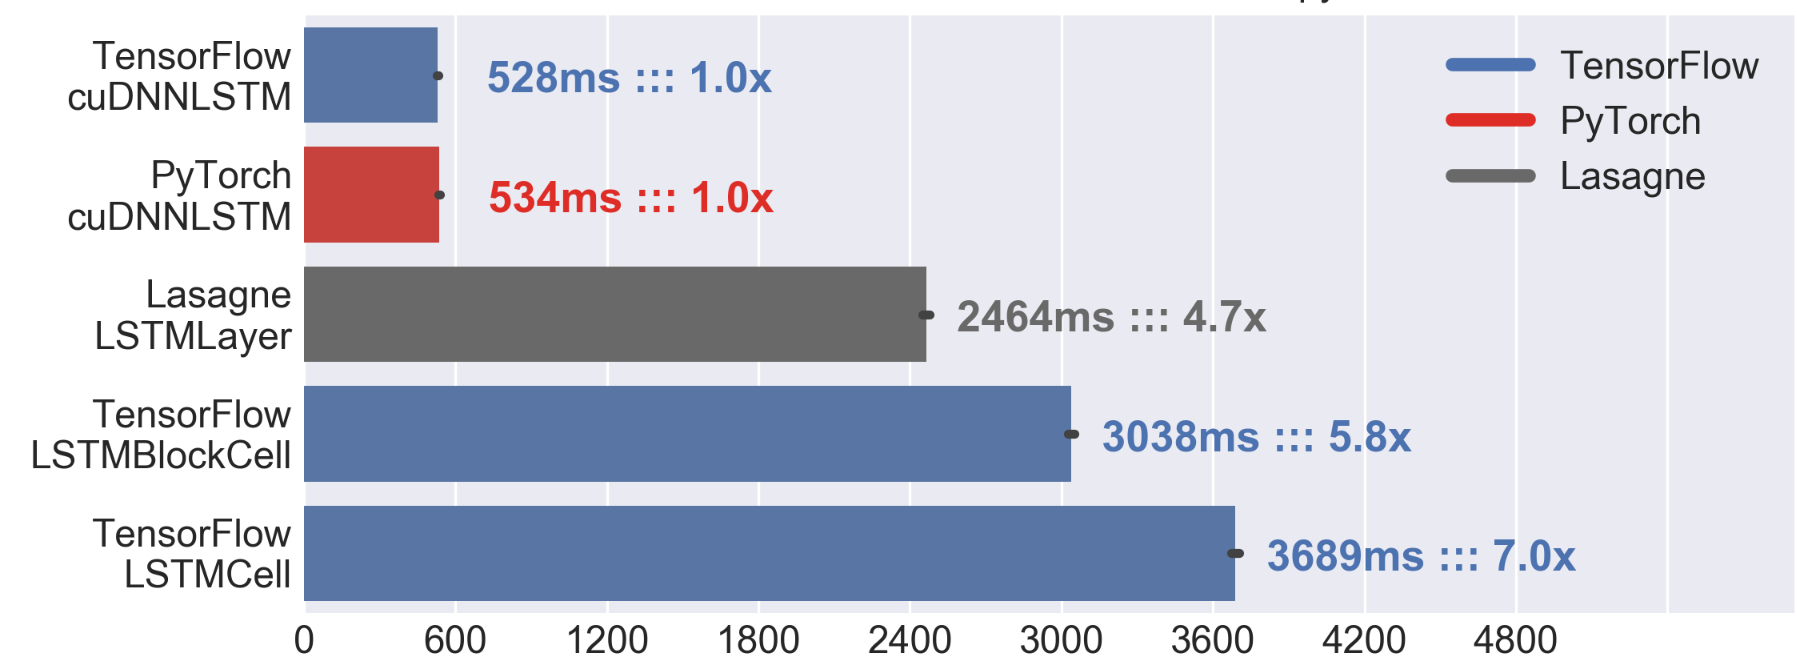 TensorFlow
cuDNNLSTM
528ms ::: 1.0x
PyTorch
cuDNNLSTM
534ms ::: 1.0x
Lasagne
LSTMLayer
2464ms ::: 4.7x
TensorFlow
LSTMBlockCell
3038ms ::: 5.8x
TensorFlow
LSTMCell
3689ms ::: 7.0x
TensorFlow
PyTorch
Lasagne
0 600 1200 1800 2400 3000 3600 4200 4800